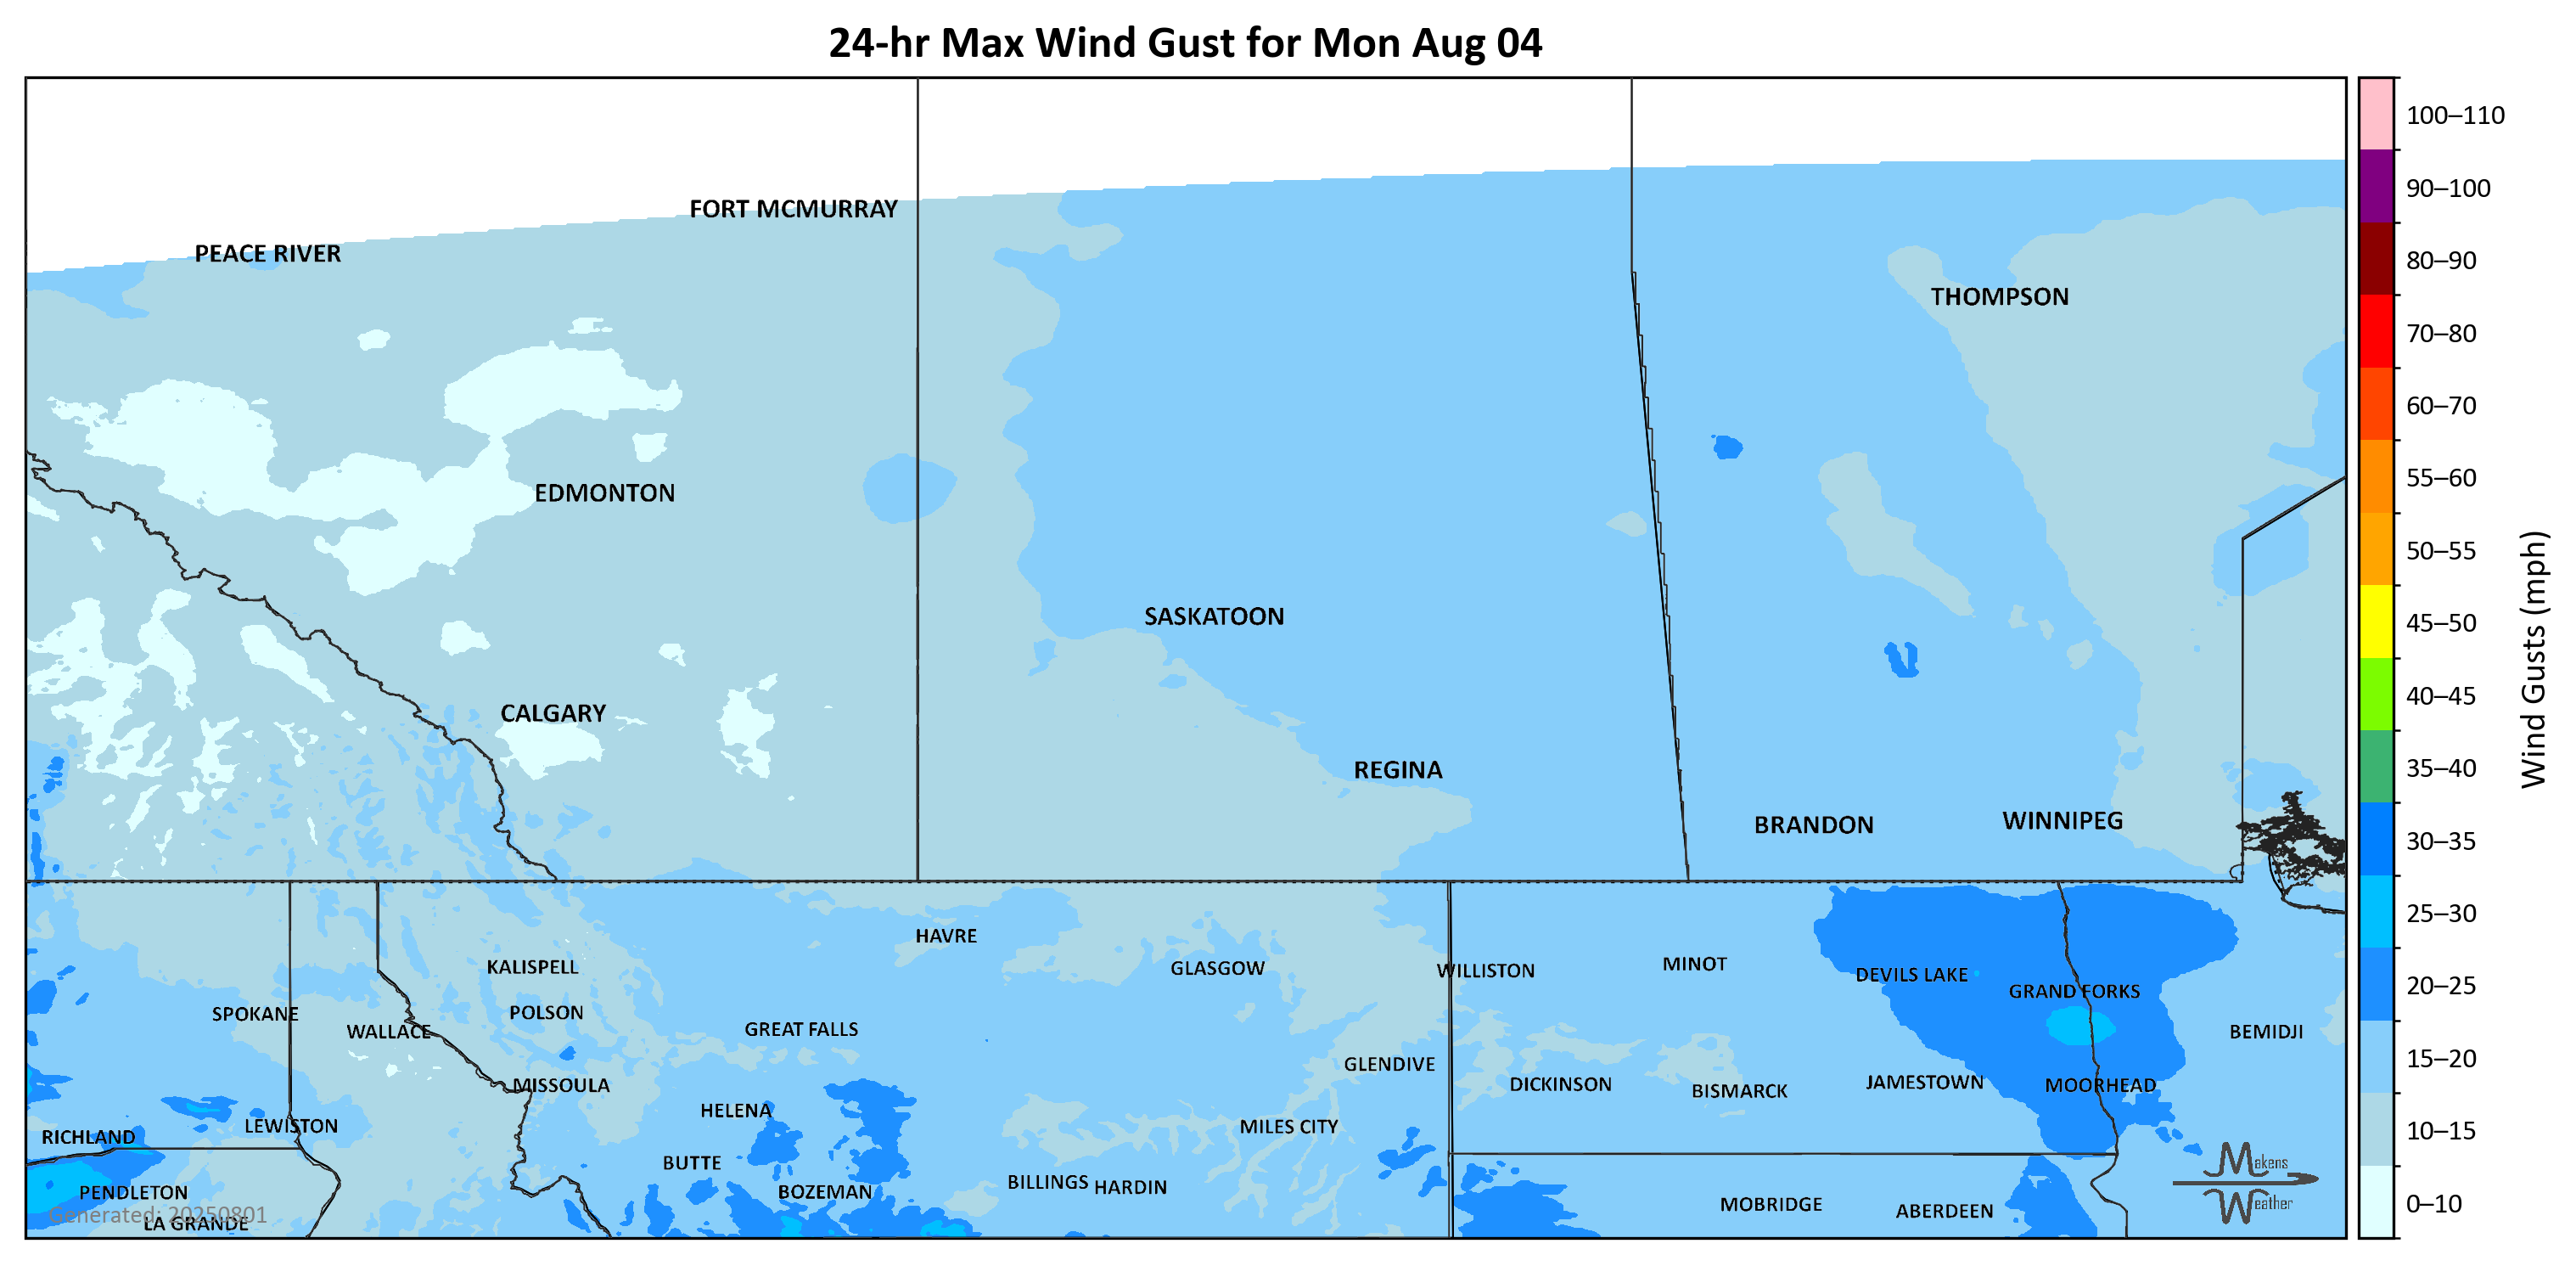 24-hr Max Wind Gust for Mon Aug 04
100–110
90–100
80–90
70–80
60–70
55–60
50–55
45–50
40–45
35–40
30–35
25–30
20–25
15–20
10–15
0–10
Wind Gusts (mph)
FORT MCMURRAY
PEACE RIVER
THOMPSON
EDMONTON
SASKATOON
CALGARY
REGINA
BRANDON
WINNIPEG
HAVRE
KALISPELL
GLASGOW
WILLISTON
MINOT
DEVILS LAKE
GRAND FORKS
SPOKANE
POLSON
WALLACE
GREAT FALLS
BEMIDJI
GLENDIVE
MISSOULA
DICKINSON
BISMARCK
JAMESTOWN
MOORHEAD
HELENA
LEWISTON
MILES CITY
RICHLAND
BUTTE
BILLINGS
HARDIN
BOZEMAN
PENDLETON
MOBRIDGE
ABERDEEN
Generated: 20250801
LA GRANDE
Makens
Weather